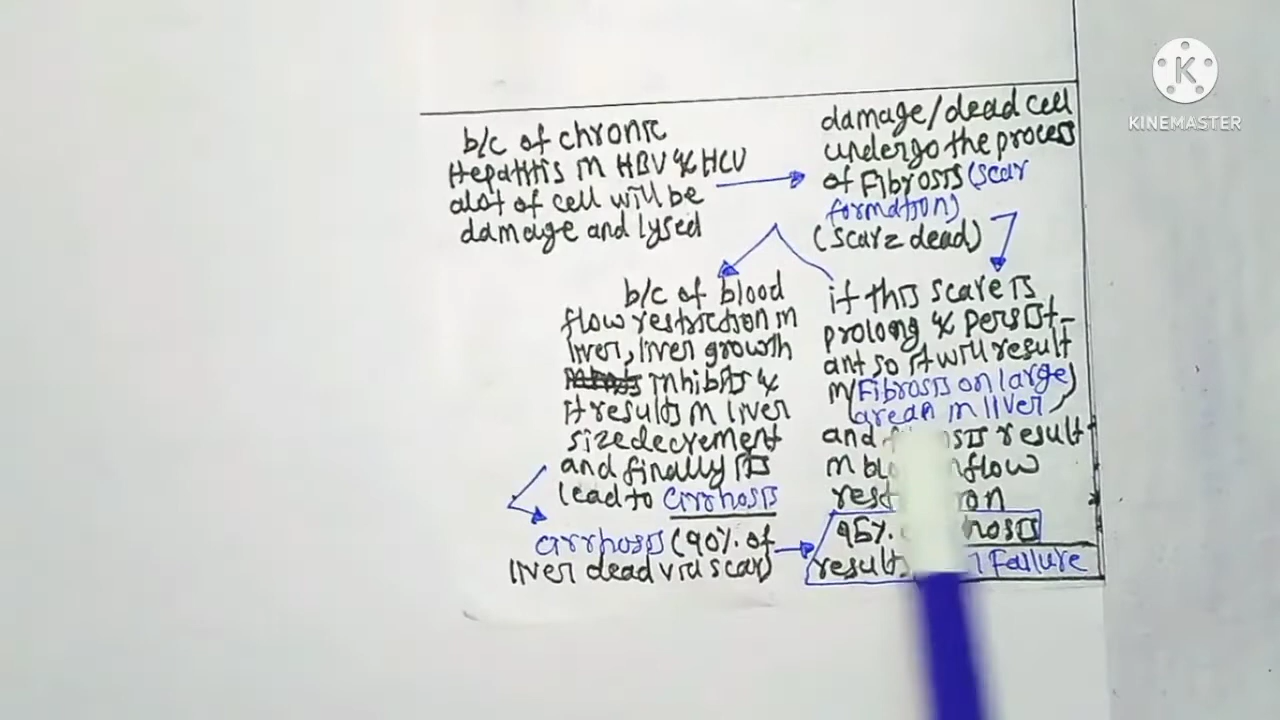 b/c of chronic
Hepatitis in HBV & HCV
alot of cell will be
damage and lysed
damage/dead cell
undergo the process
of Fibrosis (scar
formation)
(scar = dead)
if this scare is
prolong & persist-
ant so it will result
in (Fibrosis on large
area in liver)
and result
in flow
b/c of blood
flow restriction in
liver, liver growth
inhibits &
it results in liver
size decrement
and finally its
lead to cirrhosis
cirrhosis (90% of
liver dead via scar)
95%.
results Failure
KINEMASTER